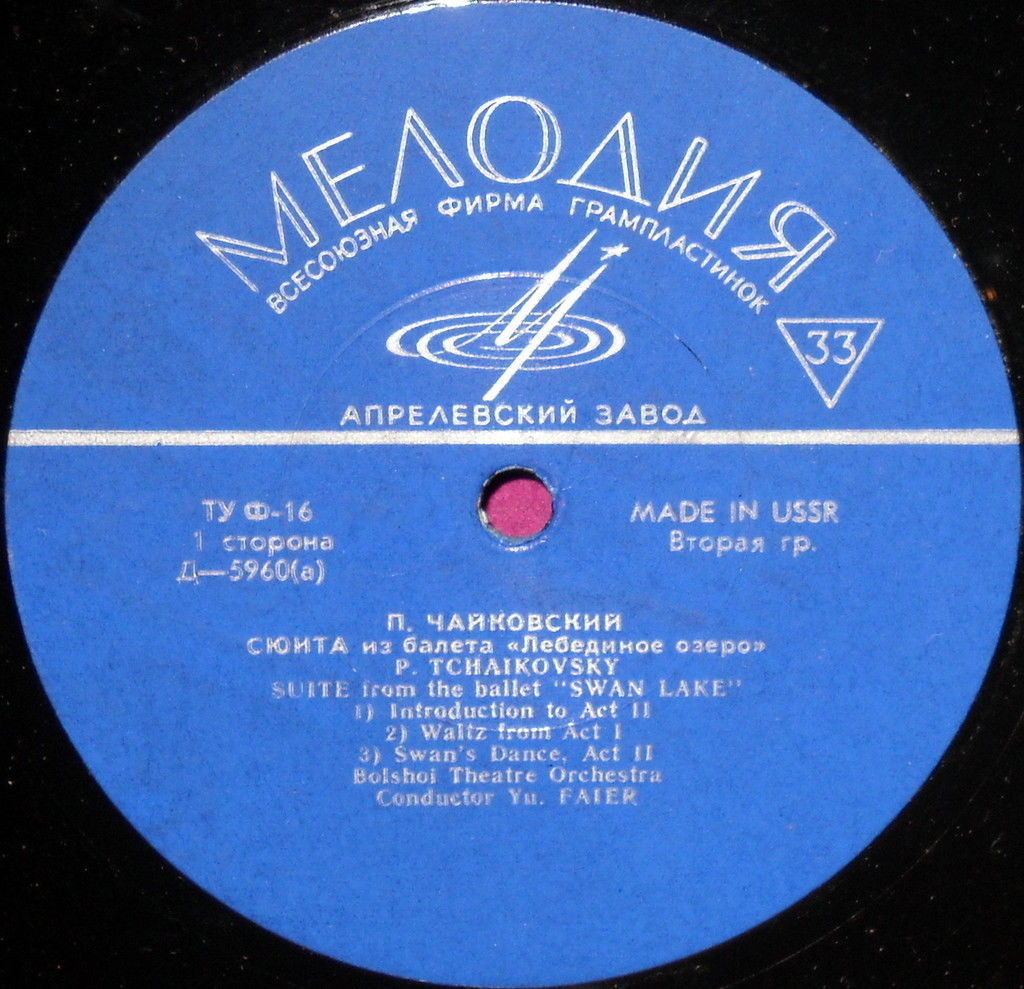 МЕЛОДИЯ
ВСЕСОЮЗНАЯ ФИРМА ГРАМПЛАСТИНОК
33
АПРЕЛЕВСКИЙ ЗАВОД
ТУ Ф-16
1 сторона
Д—5960(а)
MADE IN USSR
Вторая гр.
П. ЧАЙКОВСКИЙ
СЮИТА из балета «Лебединое озеро»
P. TCHAIKOVSKY
SUITE from the ballet "SWAN LAKE"
1) Introduction to Act II
2) Waltz from Act I
3) Swan's Dance, Act II
Bolshoi Theatre Orchestra
Conductor Yu. FAIER